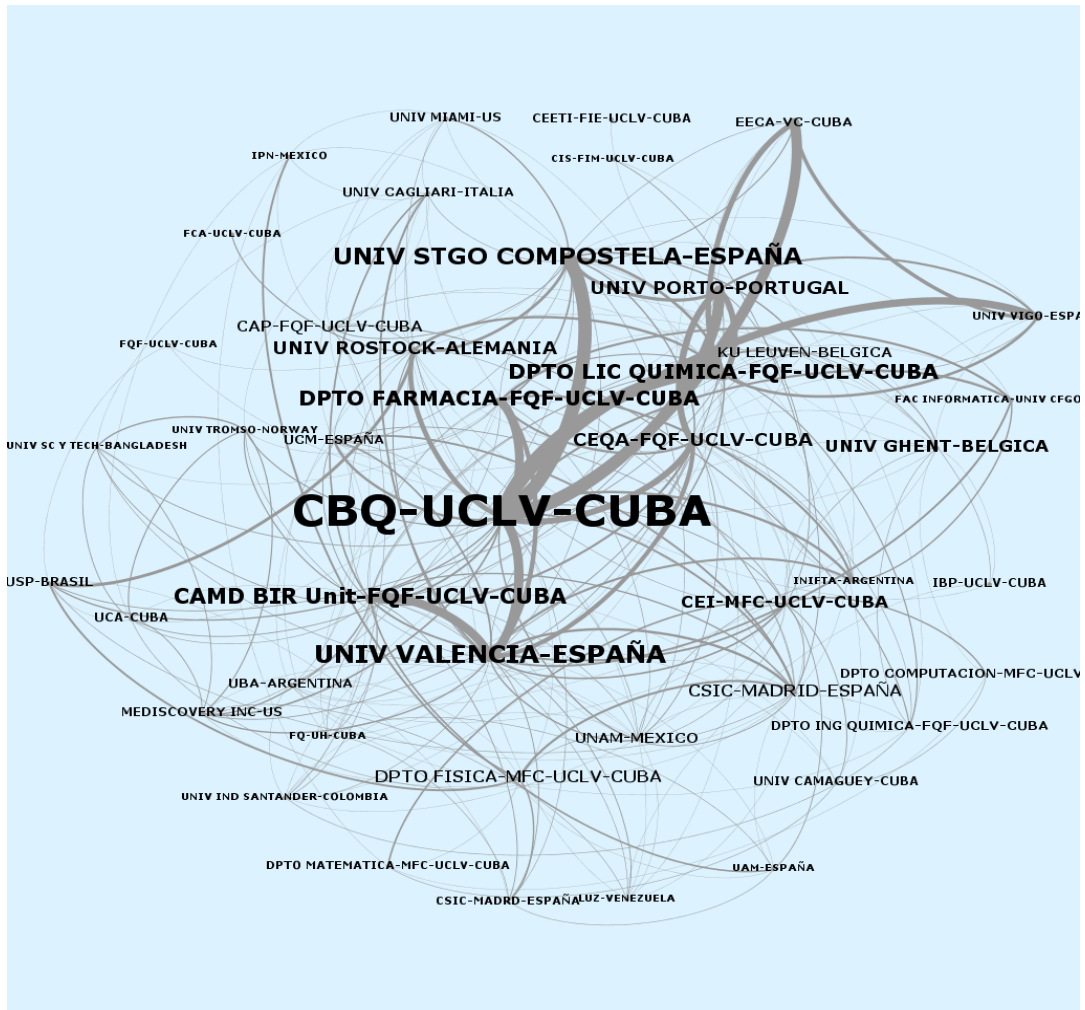 UNIV MIAMI-US
CEETI-FIE-UCLV-CUBA
EECA-VC-CUBA
IPN-MEXICO
CIS-FIM-UCLV-CUBA
UNIV CAGLIARI-ITALIA
FCA-UCLV-CUBA
UNIV STGO COMPOSTELA-ESPAÑA
UNIV PORTO-PORTUGAL
UNIV VIGO-ESPA
CAP-FQF-UCLV-CUBA
FQF-UCLV-CUBA
UNIV ROSTOCK-ALEMANIA
KU LEUVEN-BELGICA
DPTO LIC QUIMICA-FQF-UCLV-CUBA
DPTO FARMACIA-FQF-UCLV-CUBA
FAC INFORMATICA-UNIV CFGO
UNIV TROMSO-NORWAY
UNIV SC Y TECH-BANGLADESH
UCM-ESPAÑA
CEQA-FQF-UCLV-CUBA
UNIV GHENT-BELGICA
CBQ-UCLV-CUBA
USP-BRASIL
INIFTA-ARGENTINA
IBP-UCLV-CUBA
CAMD BIR Unit-FQF-UCLV-CUBA
CEI-MFC-UCLV-CUBA
UCA-CUBA
UNIV VALENCIA-ESPAÑA
DPTO COMPUTACION-MFC-UCLV
UBA-ARGENTINA
CSIC-MADRID-ESPAÑA
MEDISCOVERY INC-US
DPTO ING QUIMICA-FQF-UCLV-CUBA
FQ-UH-CUBA
UNAM-MEXICO
DPTO FISICA-MFC-UCLV-CUBA
UNIV CAMAGUEY-CUBA
UNIV IND SANTANDER-COLOMBIA
DPTO MATEMATICA-MFC-UCLV-CUBA
UAM-ESPAÑA
CSIC-MADRD-ESPAÑA
LUZ-VENEZUELA